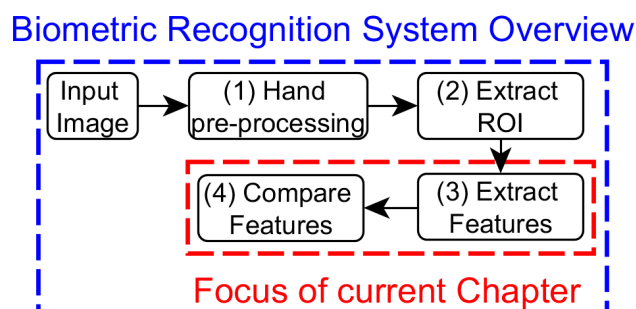 Biometric Recognition System Overview
Input
Image
(1) Hand
pre-processing
(2) Extract
ROI
(3) Extract
Features
(4) Compare
Features
Focus of current Chapter